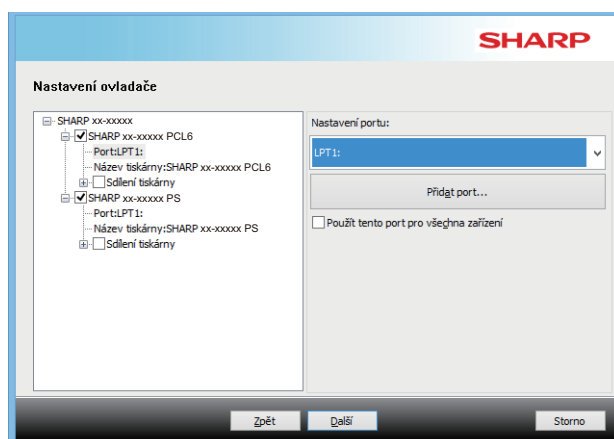 SHARP
Nastavení ovladače
SHARP xx-xxxxx
SHARP xx-xxxxx PCL6
Port:LPT1:
Název tiskárny:SHARP xx-xxxxx PCL6
Sdílení tiskárny
SHARP xx-xxxxx PS
Port:LPT1:
Název tiskárny:SHARP xx-xxxxx PS
Sdílení tiskárny
Nastavení portu:
LPT1:
Přidat port...
Použít tento port pro všechna zařízení
Zpět
Další
Storno